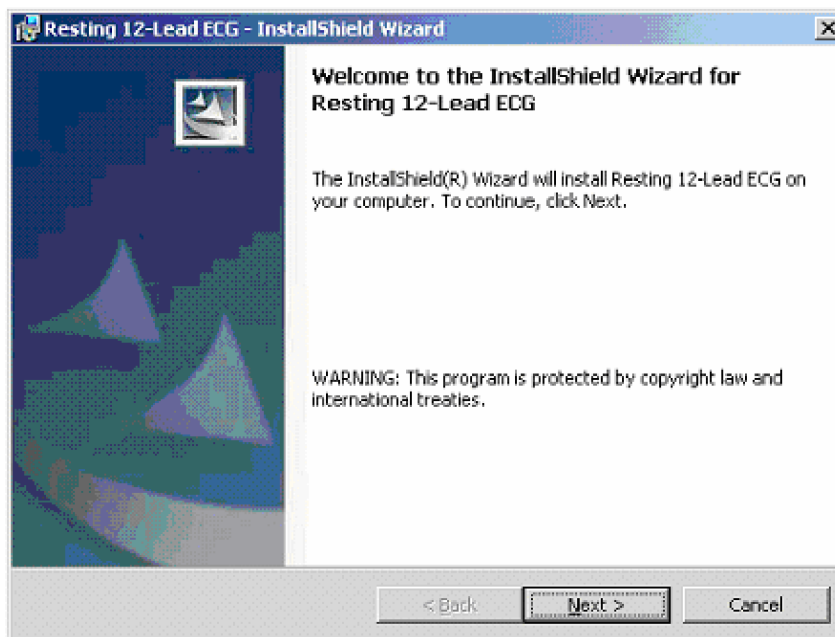 Resting 12-Lead ECG - InstallShield Wizard
Welcome to the InstallShield Wizard for
Resting 12-Lead ECG
The InstallShield(R) Wizard will install Resting 12-Lead ECG on
your computer. To continue, click Next.
WARNING: This program is protected by copyright law and
international treaties.
< Back
Next >
Cancel